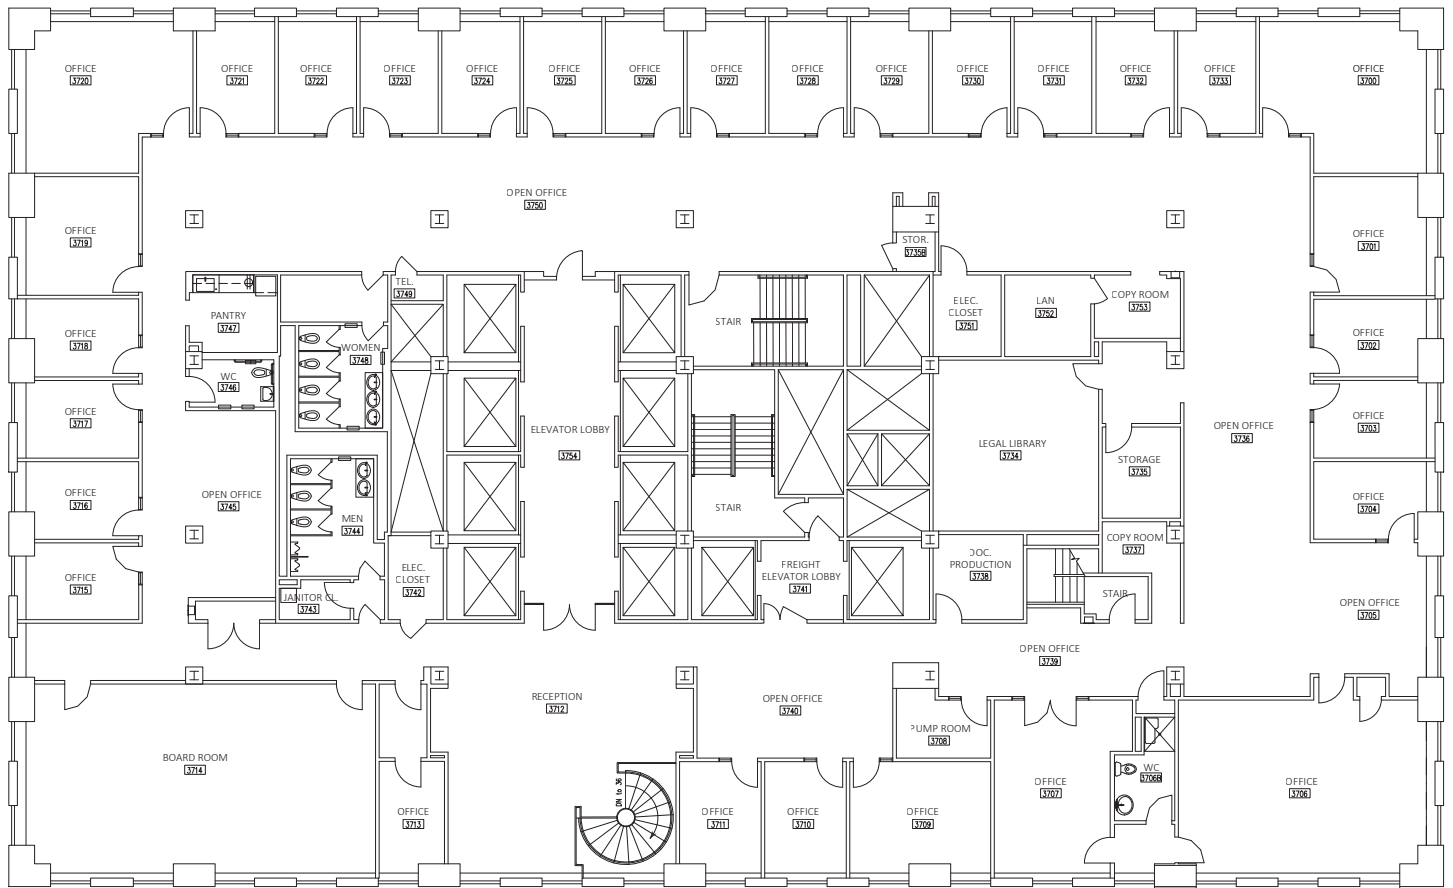 OFFICE
3720
OFFICE
3721
OFFICE
3722
OFFICE
3723
OFFICE
3724
OFFICE
3725
OFFICE
3726
OFFICE
3727
OFFICE
3728
OFFICE
3729
OFFICE
3730
OFFICE
3731
OFFICE
3732
OFFICE
3733
OFFICE
3700
OPEN OFFICE
3750
OFFICE
3719
STOR.
3735B
OFFICE
3701
TEL.
3749
PANTRY
3747
STAIR
ELEC.
CLOSET
3751
LAN
3752
COPY ROOM
3753
OFFICE
3718
WOMEN
3748
OFFICE
3702
WC
3746
OFFICE
3717
ELEVATOR LOBBY
3754
LEGAL LIBRARY
3734
OPEN OFFICE
3736
OFFICE
3703
STORAGE
3735
OFFICE
3716
OPEN OFFICE
3745
MEN
3744
STAIR
OFFICE
3704
COPY ROOM
3737
OFFICE
3715
ELEC.
CLOSET
3742
FREIGHT
ELEVATOR LOBBY
3741
DOC.
PRODUCTION
3738
STAIR
JANITOR CL.
3743
OPEN OFFICE
3705
OPEN OFFICE
3739
RECEPTION
3712
OPEN OFFICE
3740
PUMP ROOM
3708
BOARD ROOM
3714
WC
3706B
OFFICE
3707
OFFICE
3706
DN to 36
OFFICE
3713
OFFICE
3711
OFFICE
3710
OFFICE
3709